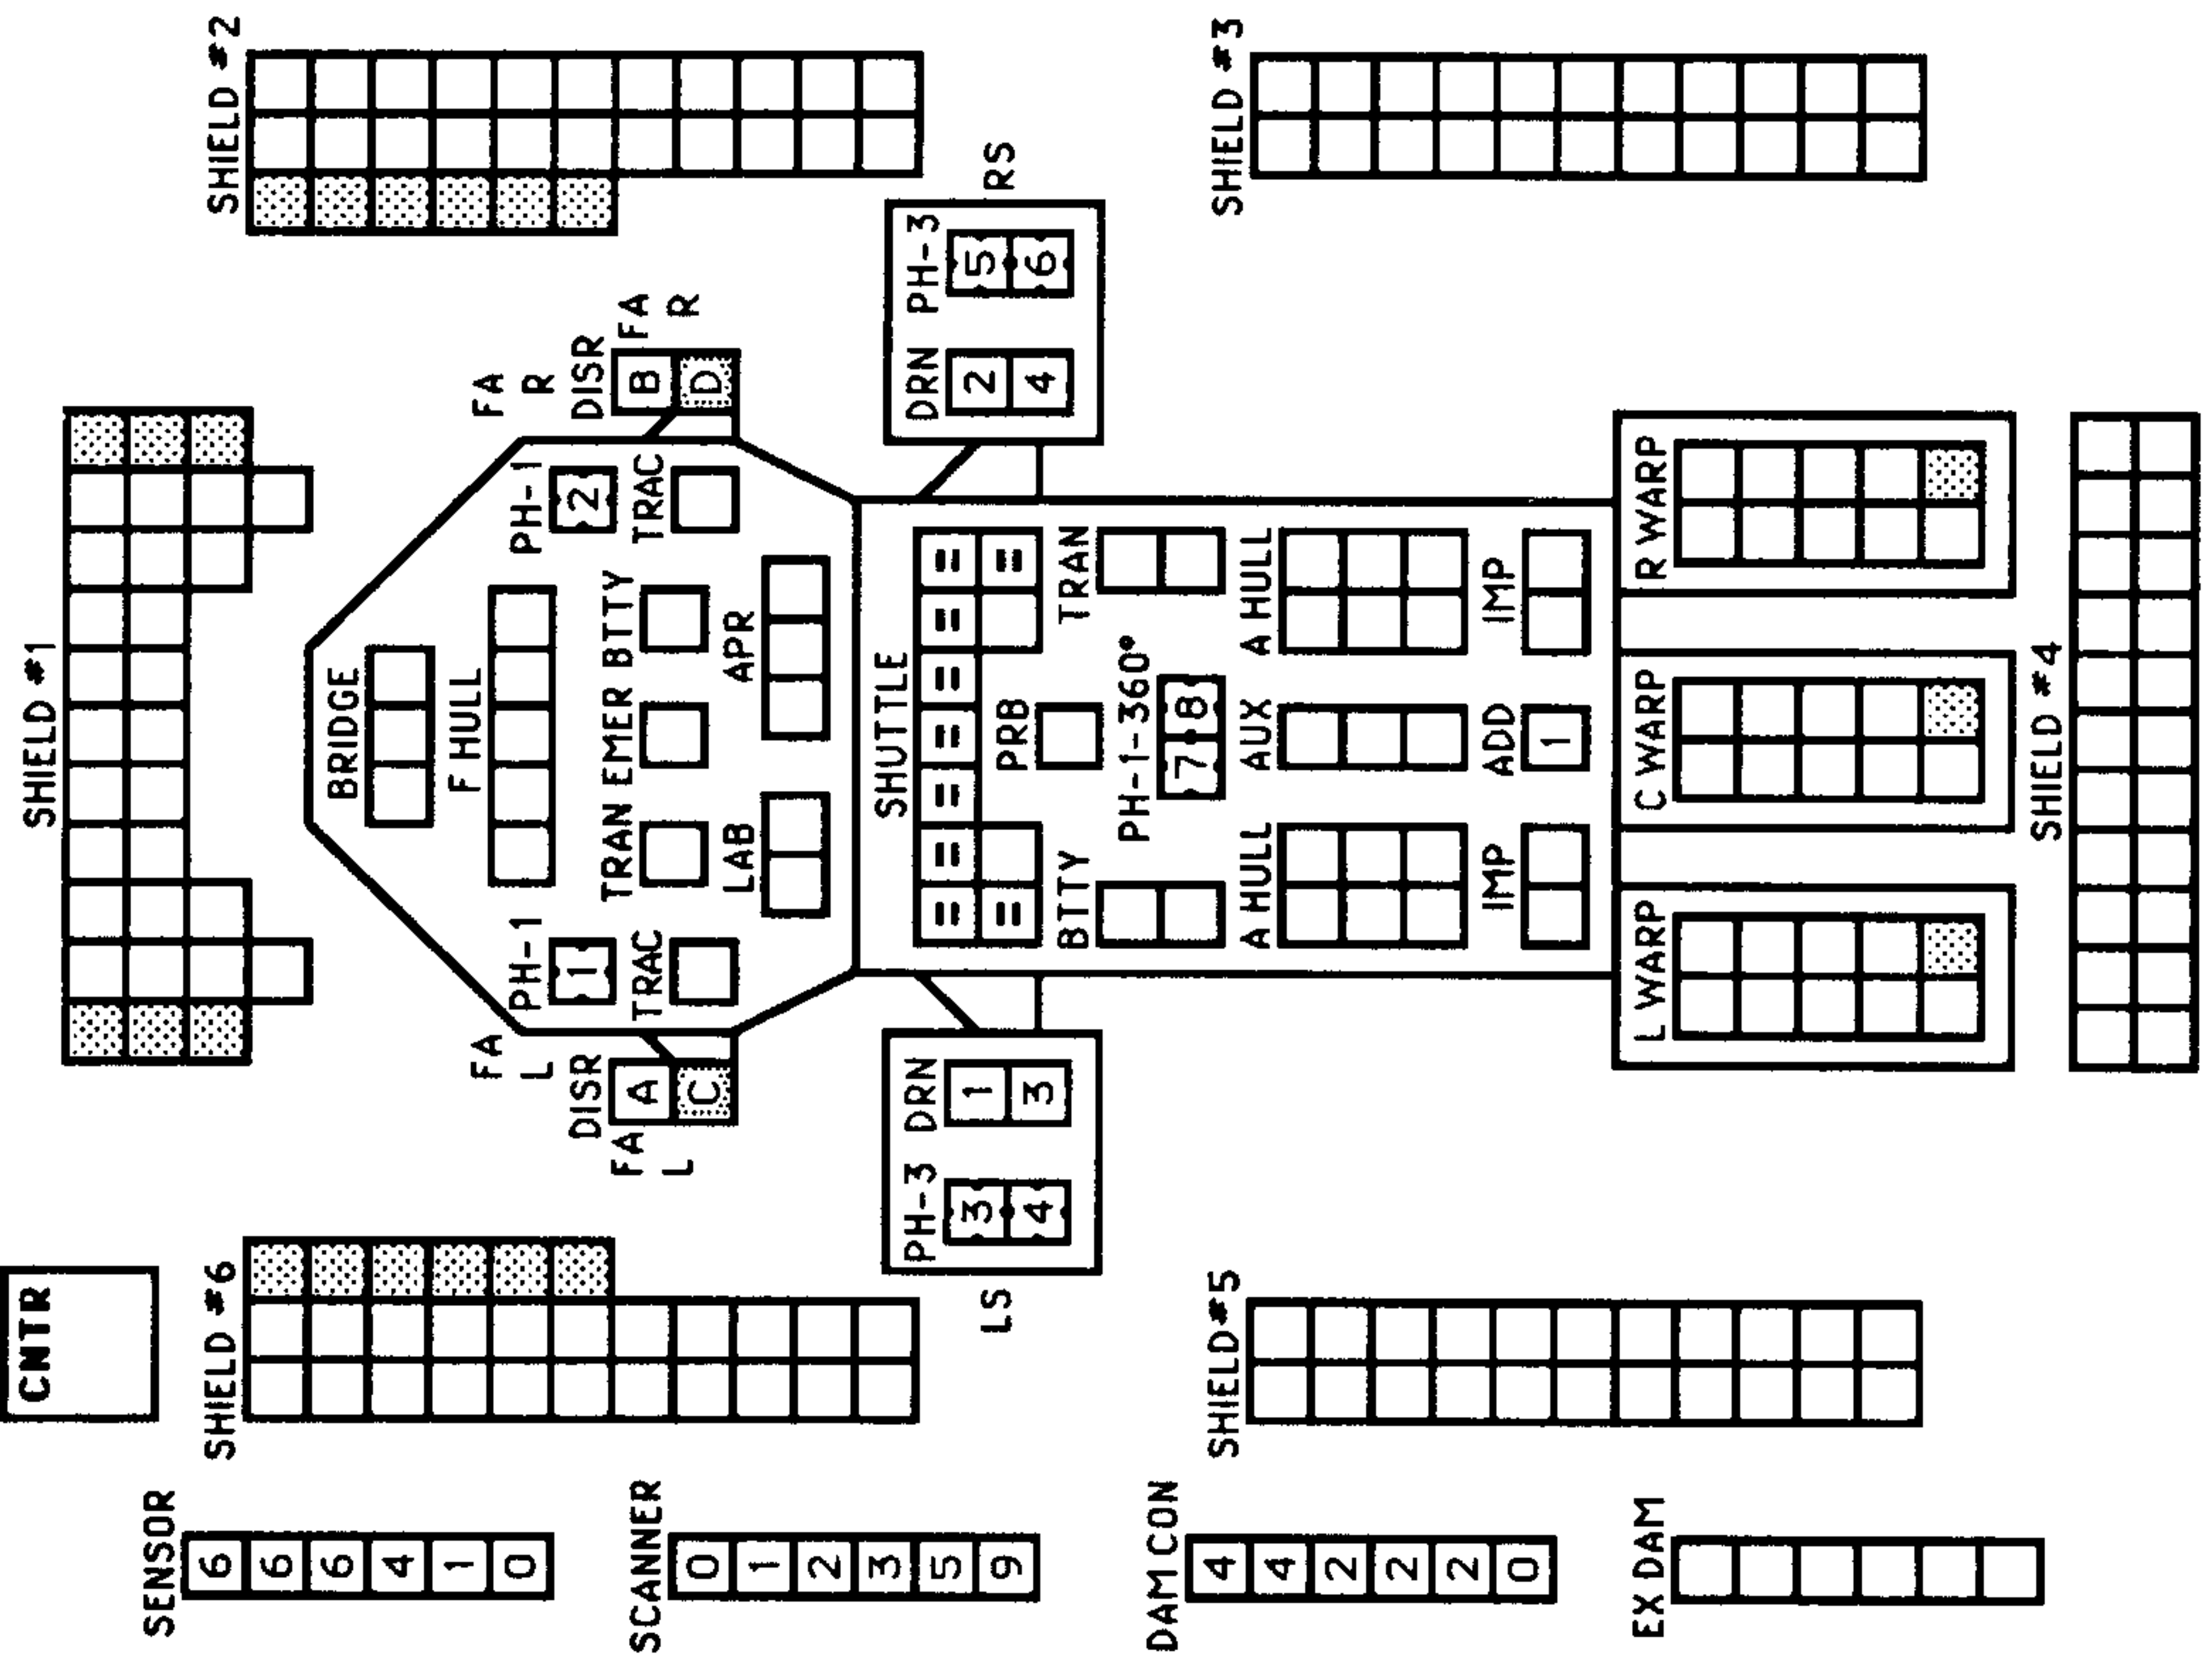 CNTR
SHIELD #1
SHIELD #6
SHIELD #2
SENSOR
6
6
6
4
1
0
SCANNER
0
1
2
3
5
9
DAM CON
4
4
2
2
2
0
EX DAM
BRIDGE
F HULL
FA
L
PH-1
1
FA
R
PH-1
2
DISR
A
C
FA
L
DISR
B
D
FA
R
TRAC
TRAN
EMER
BTTY
TRAC
LAB
APR
SHUTTLE
= = = = = = =
= =
PH-3
3
4
DRN
1
3
LS
DRN
2
4
PH-3
5
6
RS
BTTY
PRB
TRAN
PH-1-360°
7 8
A HULL
AUX
A HULL
IMP
ADD
1
IMP
SHIELD #5
SHIELD #3
L WARP
C WARP
R WARP
SHIELD #4